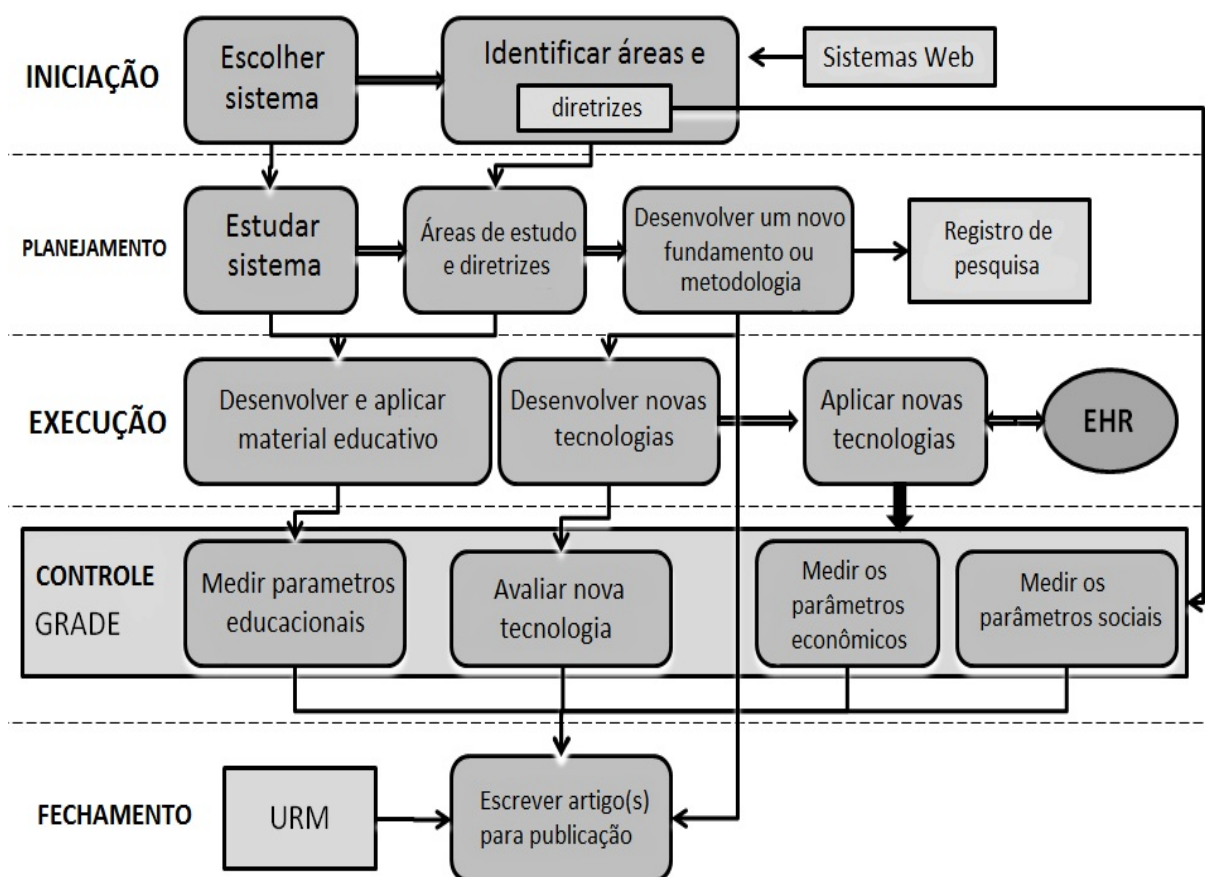 INICIAÇÃO
Escolher
sistema
Identificar áreas e
diretrizes
Sistemas Web
PLANEJAMENTO
Estudar
sistema
Áreas de estudo
e diretrizes
Desenvolver um novo
fundamento ou
metodologia
Registro de
pesquisa
EXECUÇÃO
Desenvolver e aplicar
material educativo
Desenvolver novas
tecnologias
Aplicar novas
tecnologias
EHR
CONTROLE
GRADE
Medir parametros
educacionais
Avaliar nova
tecnologia
Medir os
parâmetros
econômicos
Medir os
parâmetros sociais
FECHAMENTO
URM
Escrever artigo(s)
para publicação